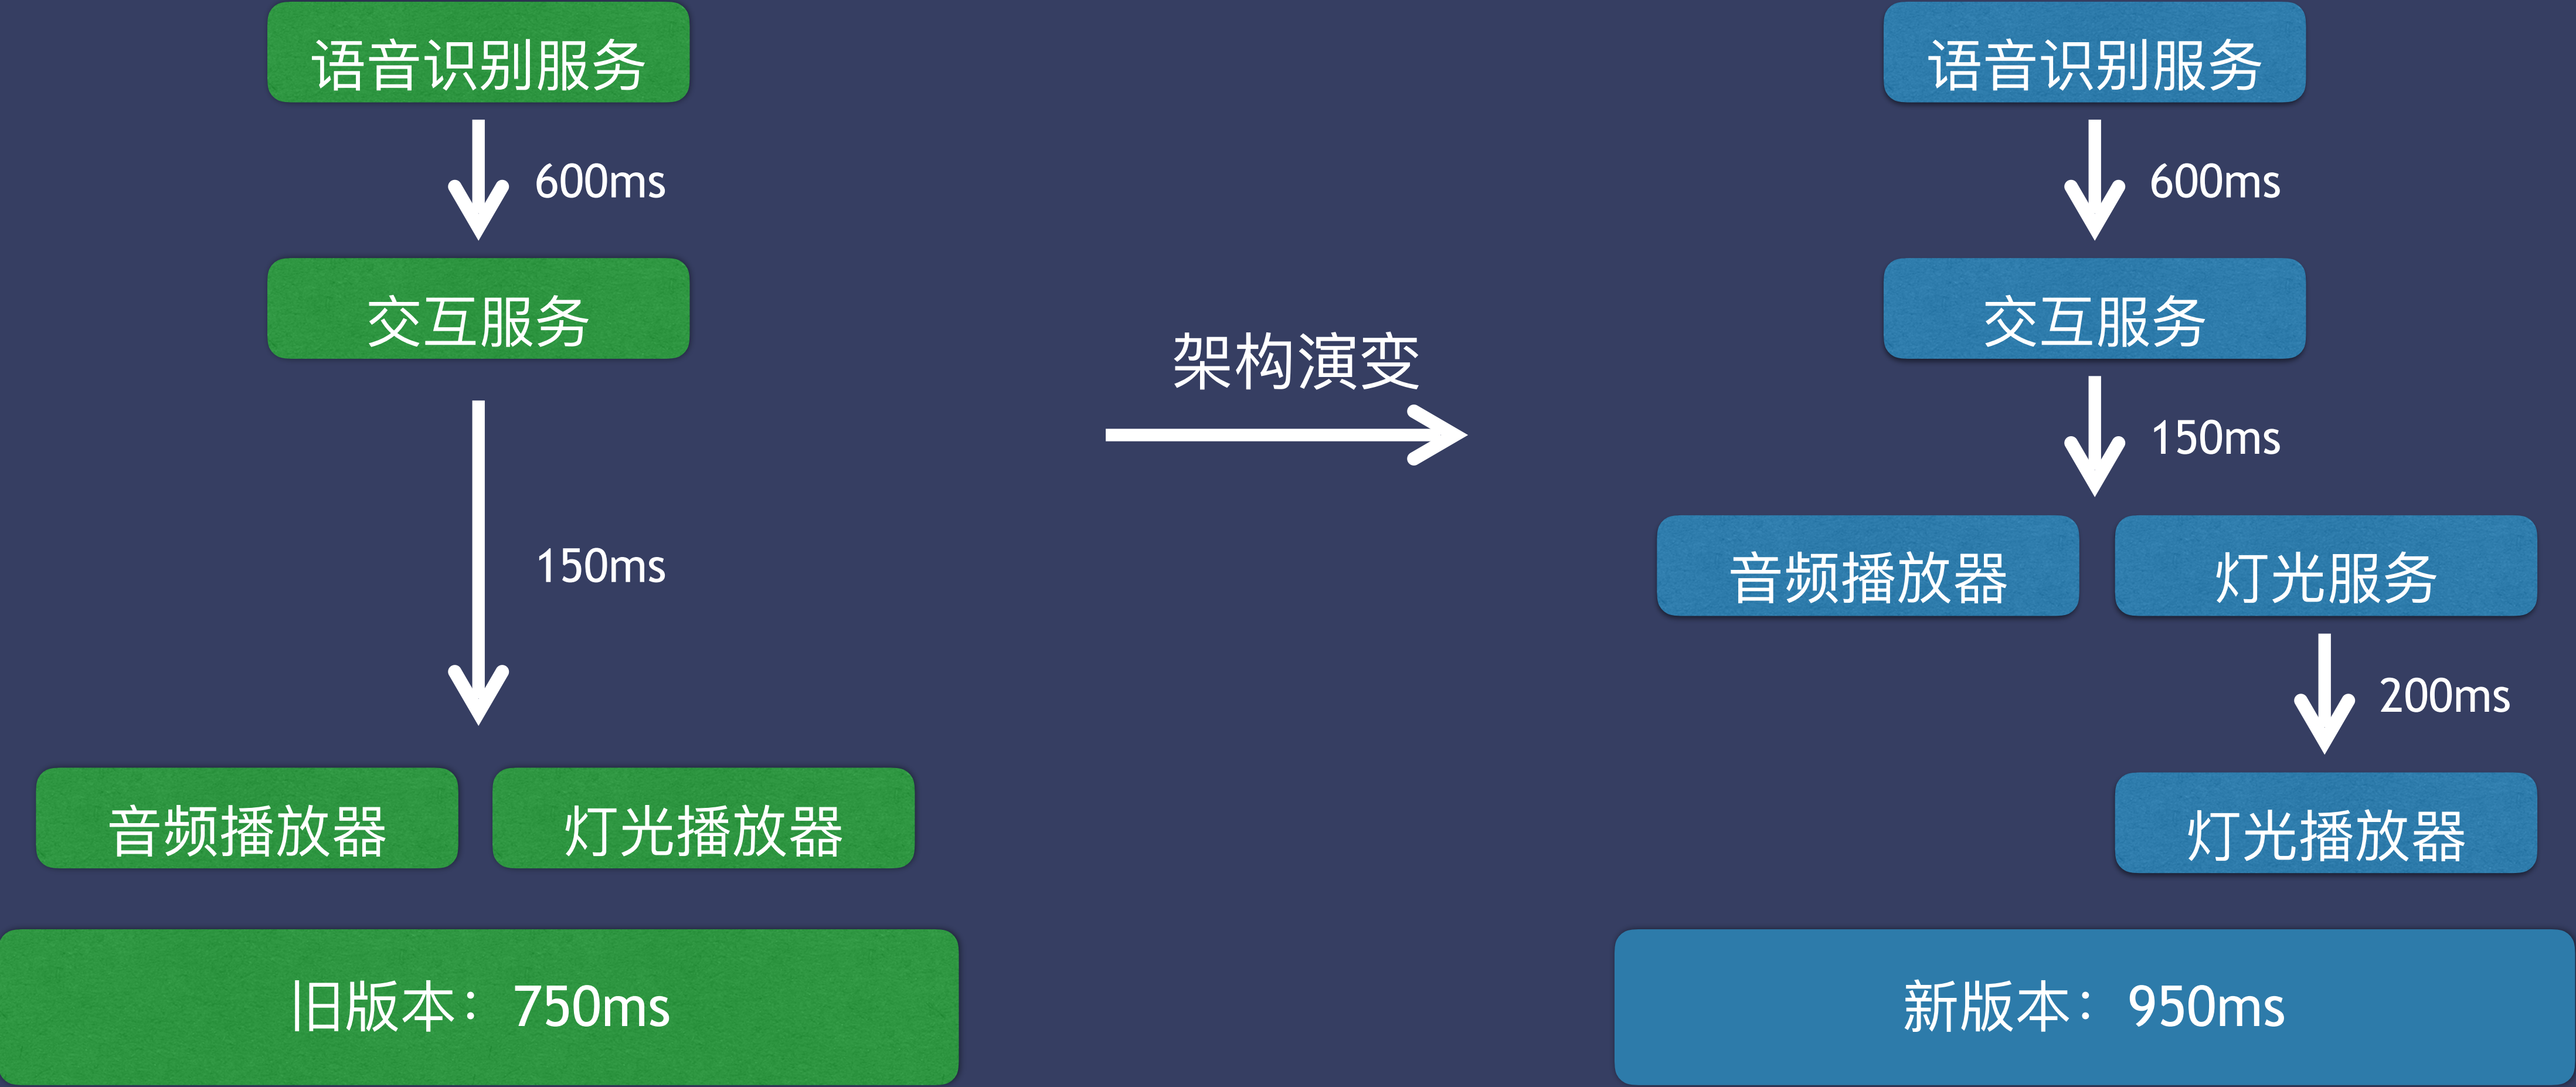 语音识别服务
600ms
交互服务
150ms
音频播放器
灯光播放器
旧版本：750ms
架构演变
语音识别服务
600ms
交互服务
150ms
音频播放器
灯光服务
200ms
灯光播放器
新版本：950ms